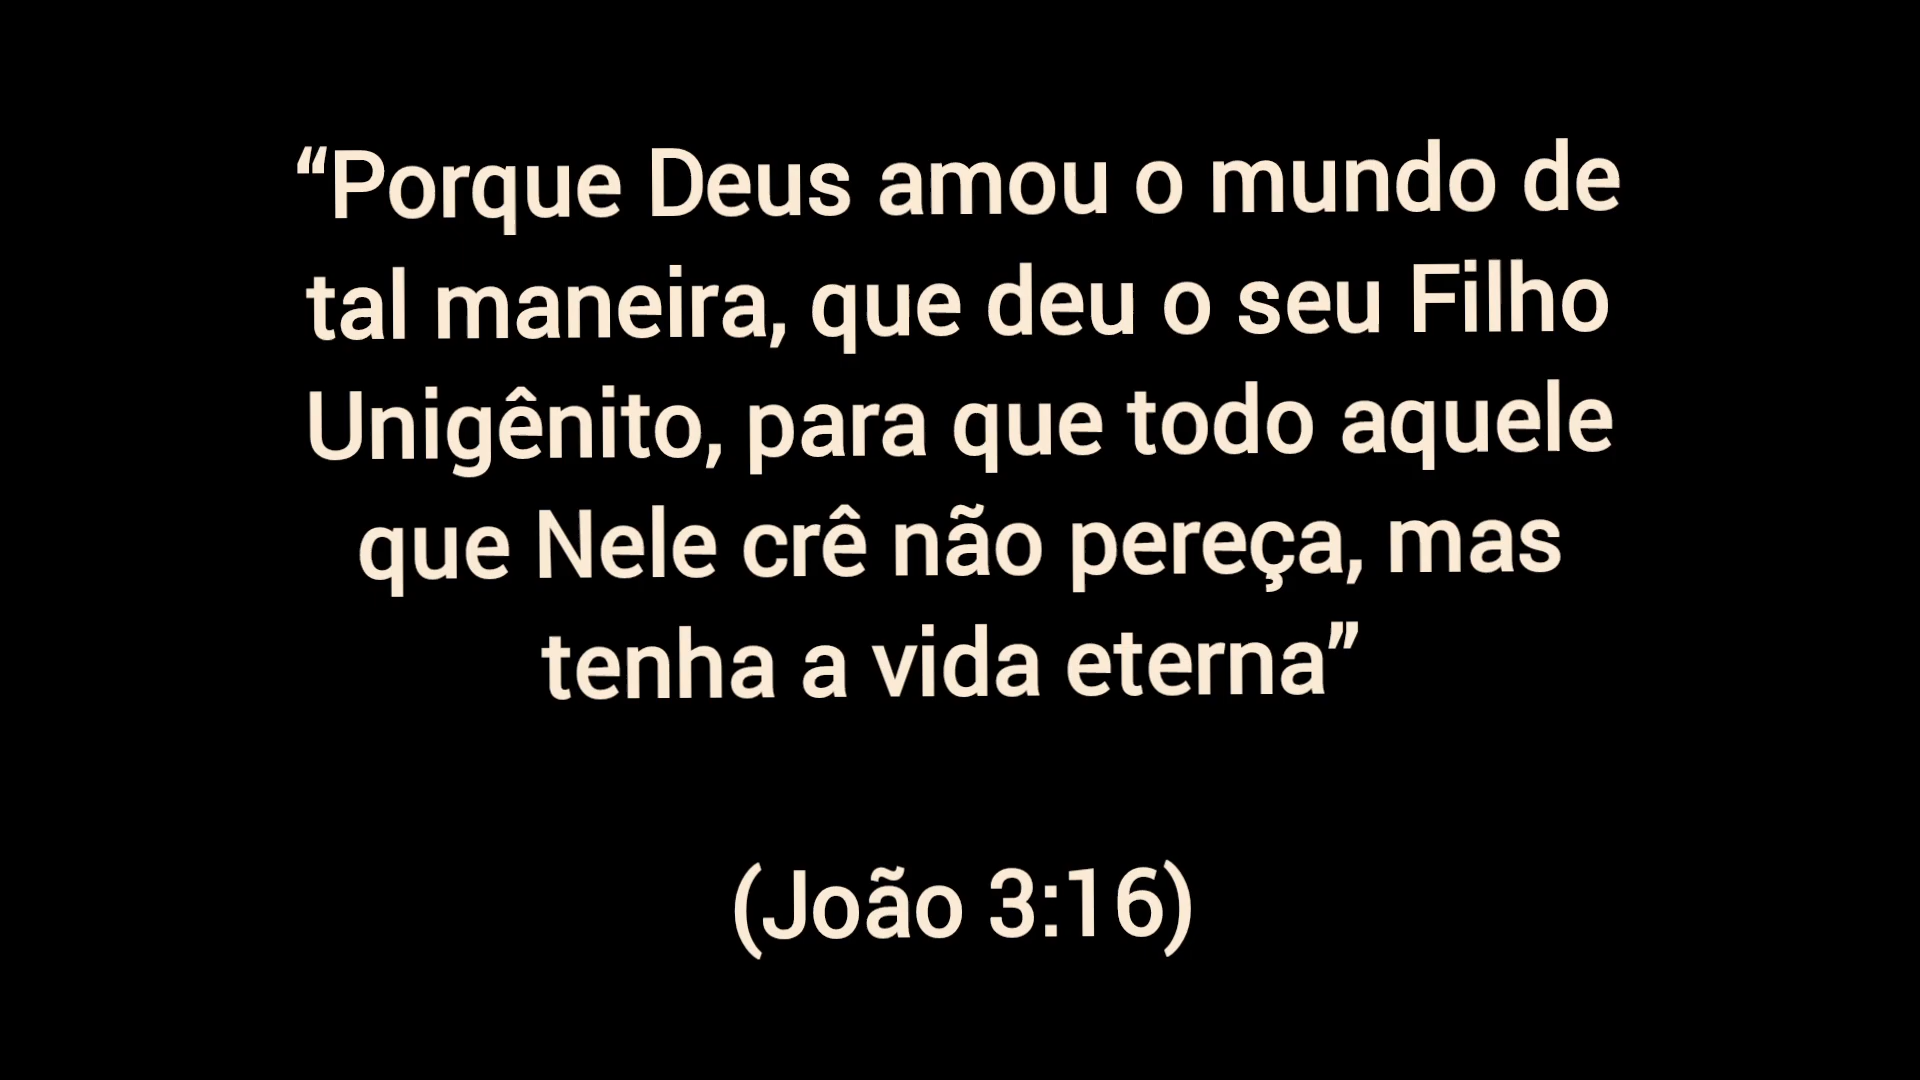 “Porque Deus amou o mundo de
tal maneira, que deu o seu Filho
Unigênito, para que todo aquele
que Nele crê não pereça, mas
tenha a vida eterna”
(João 3:16)